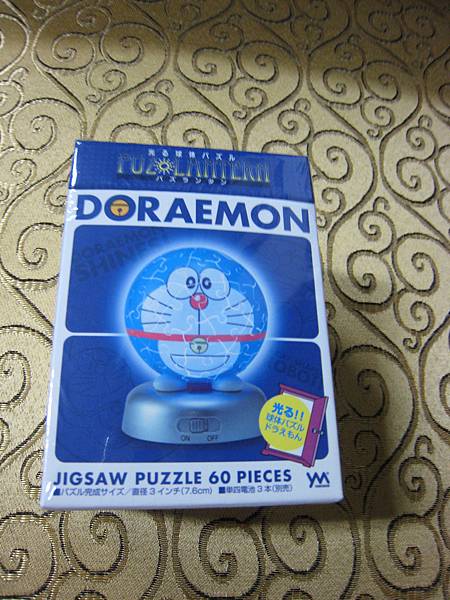 光る球体パズル
PUZLANTERN
パズランタン
DORAEMON
ON OFF
光る!!
球体パズル
ドラえもん
JIGSAW PUZZLE 60 PIECES
■パズル完成サイズ/直径3インチ(7.6cm) ■単四電池3本(別売)
YM